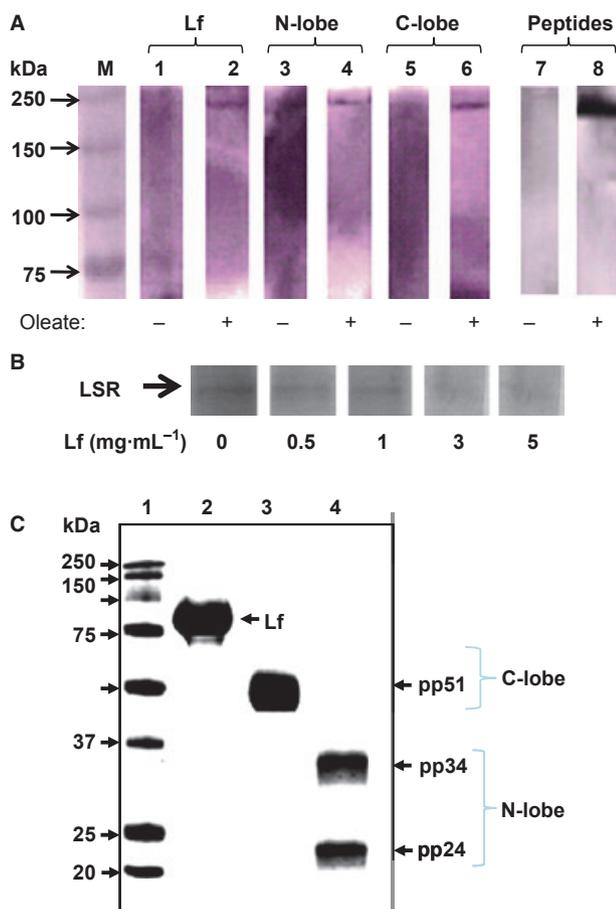 A
Lf N-lobe C-lobe Peptides
kDa M 1 2 3 4 5 6 7 8
250
150
100
75
Oleate: – + – + – + – +
B
LSR
Lf (mg·mL–1) 0 0.5 1 3 5
C
kDa 1 2 3 4
250
150
75
Lf
pp51 C-lobe
37
pp34
N-lobe
25
pp24
20